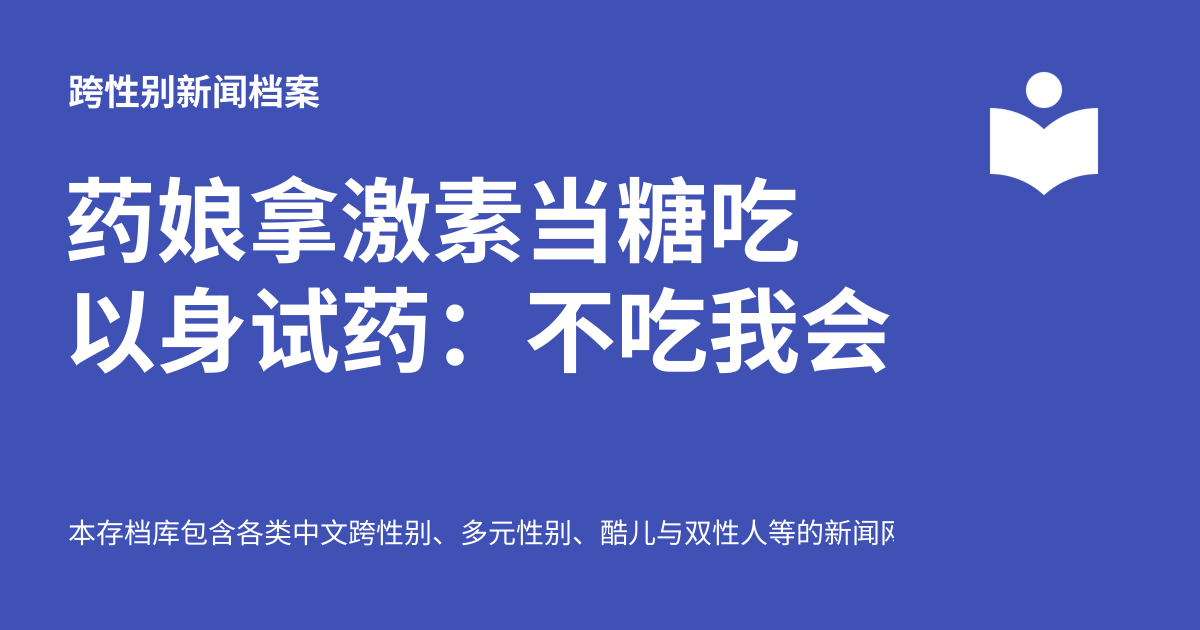 跨性别新闻档案
药娘拿激素当糖吃
以身试药：不吃我会
本存档库包含各类中文跨性别、多元性别、酷儿与双性人等的新闻